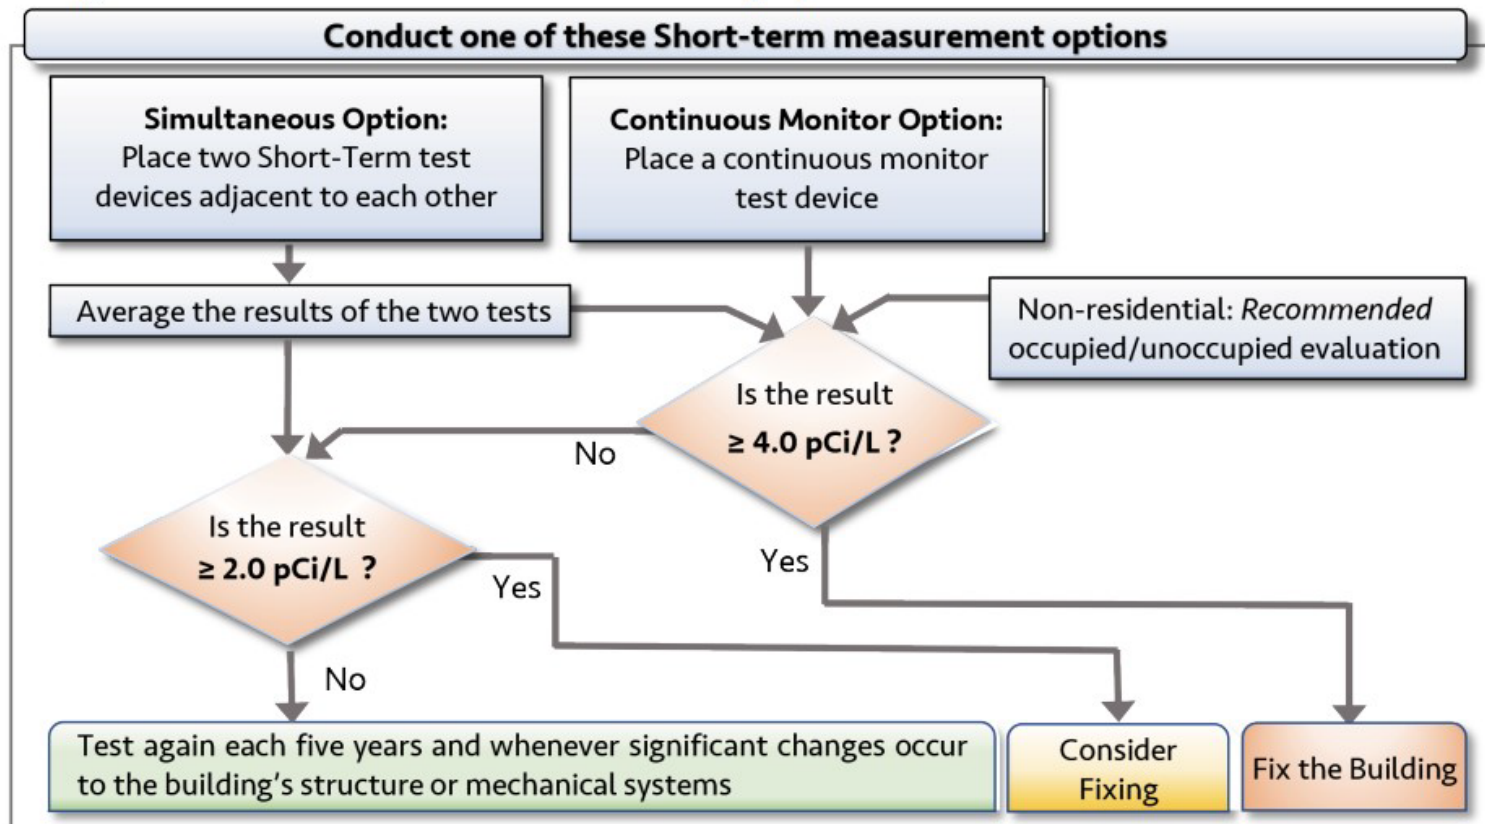 Conduct one of these Short-term measurement options
Simultaneous Option:
Place two Short-Term test
devices adjacent to each other
Continuous Monitor Option:
Place a continuous monitor
test device
Average the results of the two tests
Non-residential: Recommended
occupied/unoccupied evaluation
Is the result
≥ 4.0 pCi/L ?
No
Is the result
≥ 2.0 pCi/L ?
Yes
Yes
No
Test again each five years and whenever significant changes occur
to the building’s structure or mechanical systems
Consider
Fixing
Fix the Building